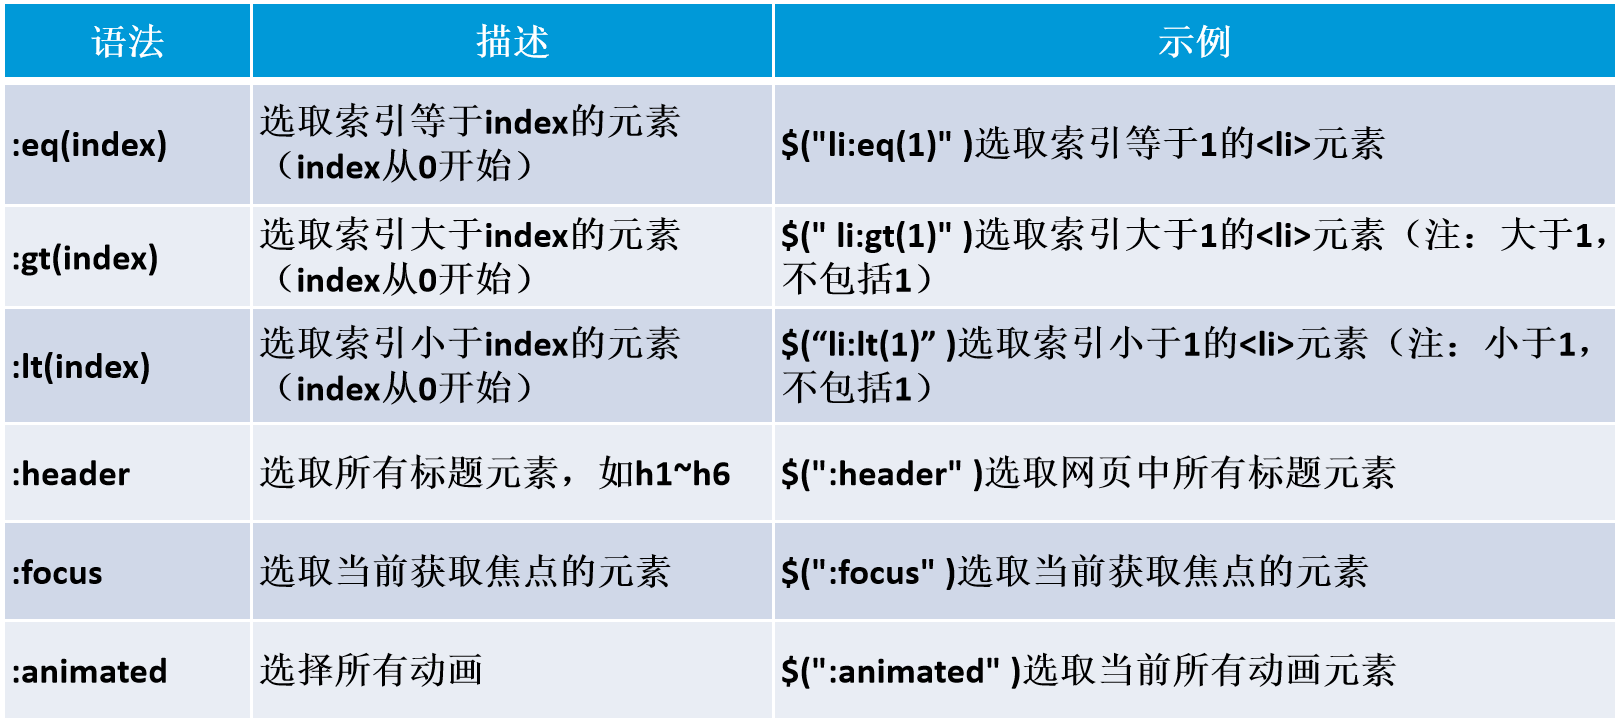 语法
描述
示例
:eq(index)
选取索引等于index的元素
（index从0开始）
$("li:eq(1)" )选取索引等于1的<li>元素
:gt(index)
选取索引大于index的元素
（index从0开始）
$(" li:gt(1)" )选取索引大于1的<li>元素（注：大于1，
不包括1）
:lt(index)
选取索引小于index的元素
（index从0开始）
$(“li:lt(1)” )选取索引小于1的<li>元素（注：小于1，
不包括1）
:header
选取所有标题元素，如h1~h6
$(":header" )选取网页中所有标题元素
:focus
选取当前获取焦点的元素
$(":focus" )选取当前获取焦点的元素
:animated
选择所有动画
$(":animated" )选取当前所有动画元素